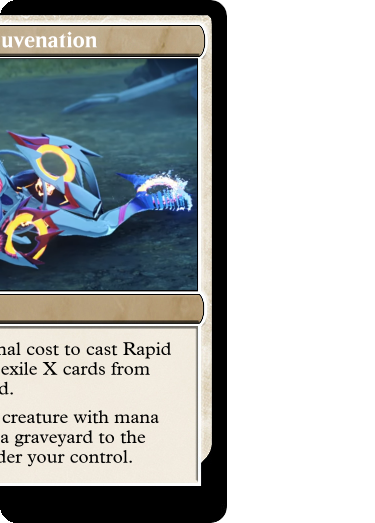 uvenation
nal cost to cast Rapid
exile X cards from
d.
creature with mana
a graveyard to the
der your control.